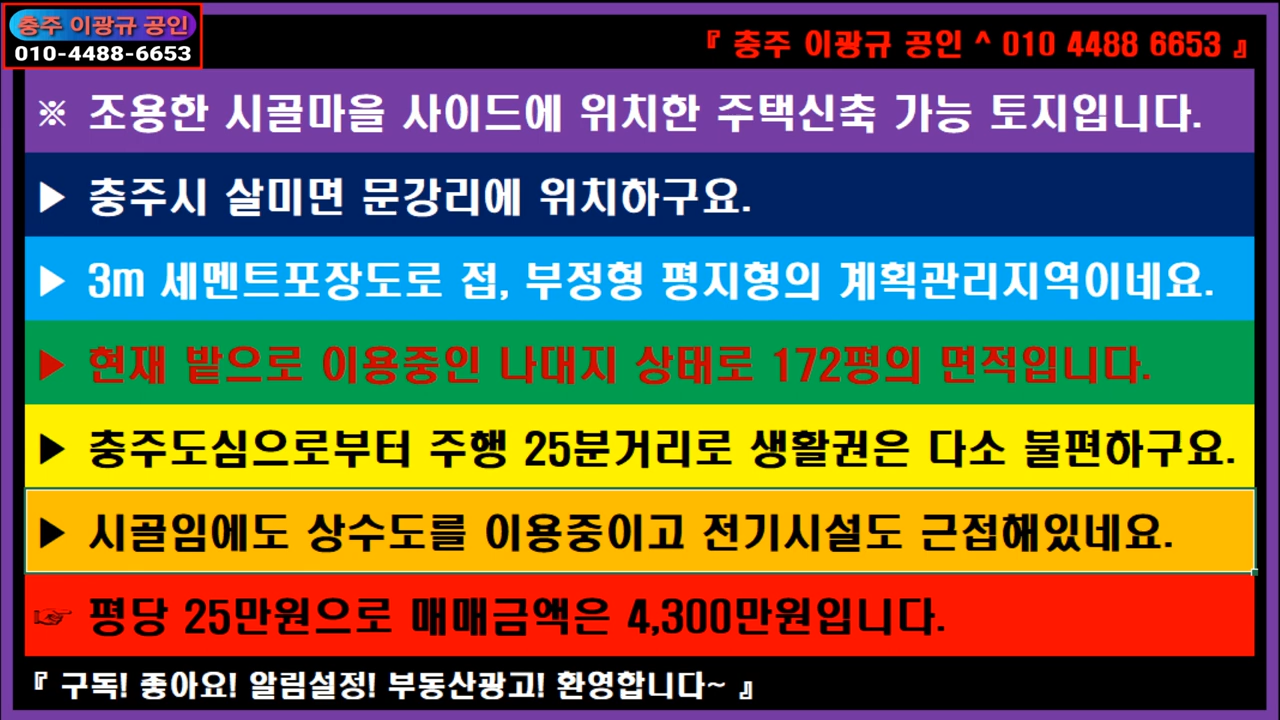 충주 이광규 공인
010-4488-6653
『 충주 이광규 공인 ^ 010 4488 6653 』
※ 조용한 시골마을 사이드에 위치한 주택신축 가능 토지입니다.
▶ 충주시 살미면 문강리에 위치하구요.
▶ 3m 세멘트포장도로 접, 부정형 평지형의 계획관리지역이네요.
▶ 현재 밭으로 이용중인 나대지 상태로 172평의 면적입니다.
▶ 충주도심으로부터 주행 25분거리로 생활권은 다소 불편하구요.
▶ 시골임에도 상수도를 이용중이고 전기시설도 근접해있네요.
☞ 평당 25만원으로 매매금액은 4,300만원입니다.
『 구독! 좋아요! 알림설정! 부동산광고! 환영합니다~ 』